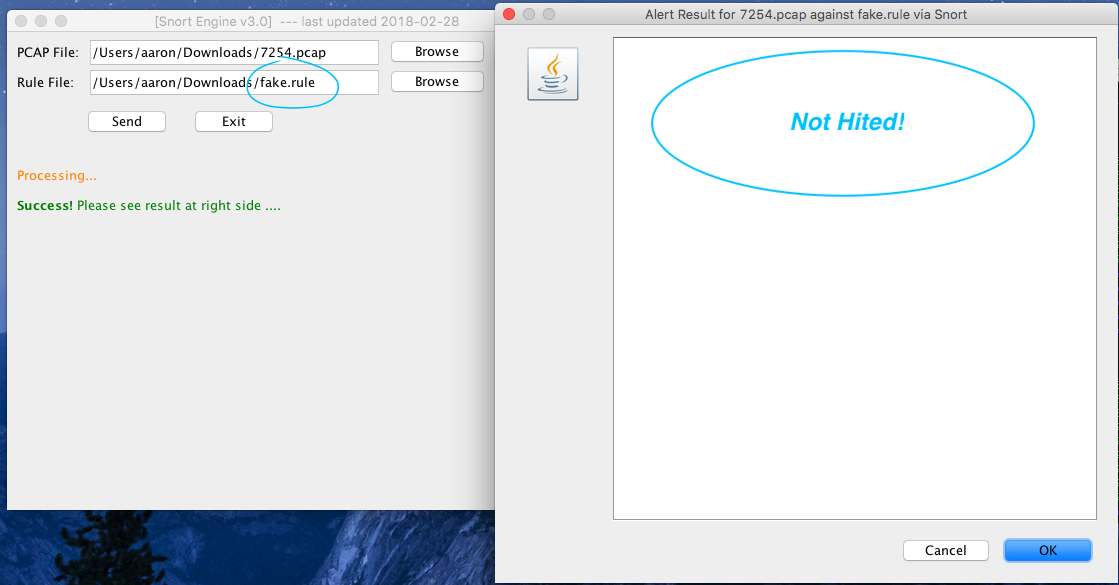 [Snort Engine v3.0]  --- last updated 2018-02-28
PCAP File: /Users/aaron/Downloads/7254.pcap Browse
Rule File: /Users/aaron/Downloads/fake.rule Browse
Send Exit
Processing...
Success! Please see result at right side ....
Alert Result for 7254.pcap against fake.rule via Snort
Not Hited!
Cancel OK